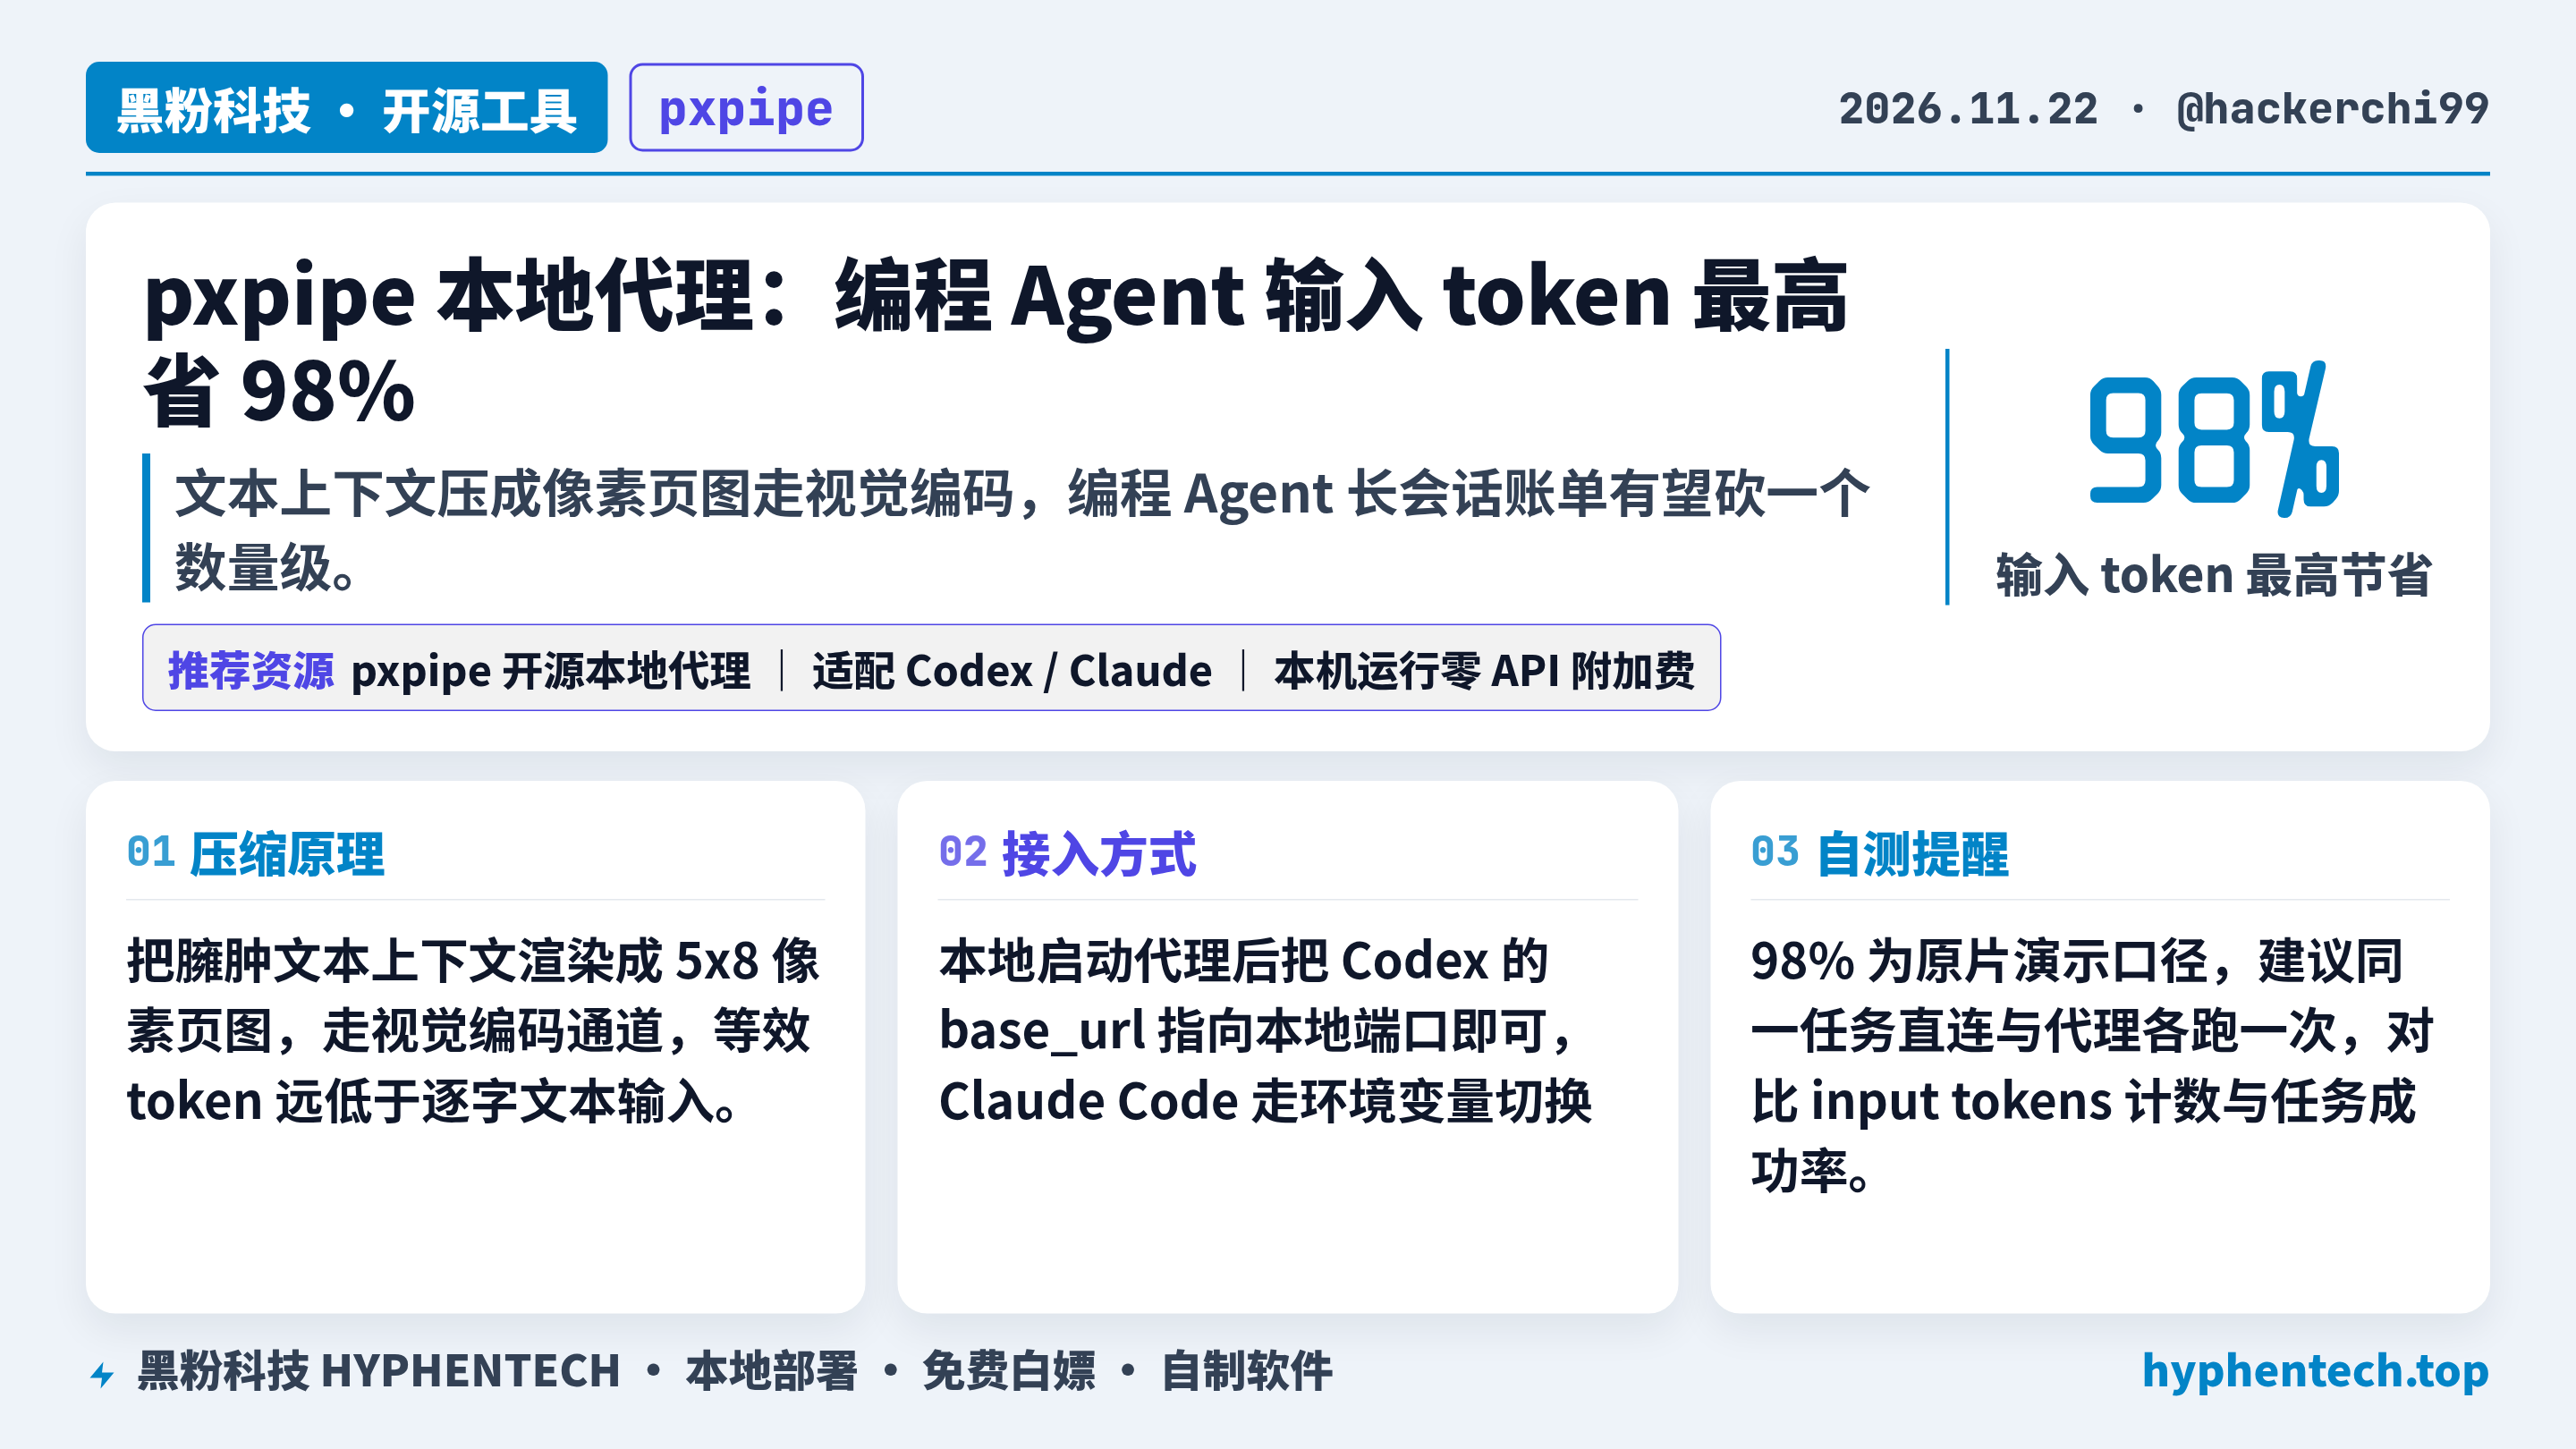 黑粉科技 · 开源工具
pxpipe
2026.11.22 · @hackerchi99
pxpipe 本地代理：编程 Agent 输入 token 最高
省 98%
文本上下文压成像素页图走视觉编码，编程 Agent 长会话账单有望砍一个
数量级。
推荐资源 pxpipe 开源本地代理 ｜ 适配 Codex / Claude ｜ 本机运行零 API 附加费
98%
输入 token 最高节省
01 压缩原理
把臃肿文本上下文渲染成 5x8 像
素页图，走视觉编码通道，等效
token 远低于逐字文本输入。
02 接入方式
本地启动代理后把 Codex 的
base_url 指向本地端口即可，
Claude Code 走环境变量切换
03 自测提醒
98% 为原片演示口径，建议同
一任务直连与代理各跑一次，对
比 input tokens 计数与任务成
功率。
黑粉科技 HYPHENTECH · 本地部署 · 免费白嫖 · 自制软件
hyphentech.top